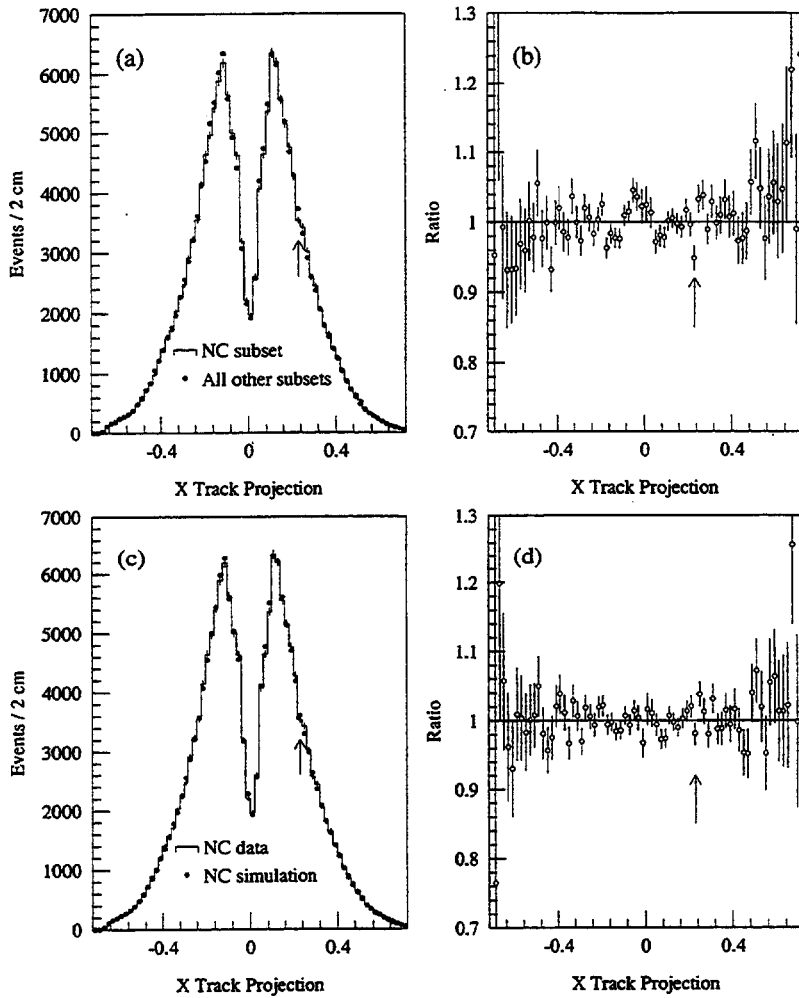 (a)
7000
6000
5000
4000
3000
2000
1000
0
Events / 2 cm
NC subset
All other subsets
-0.4
0
0.4
X Track Projection
(b)
1.3
1.2
1.1
1
0.9
0.8
0.7
Ratio
-0.4
0
0.4
X Track Projection
(c)
7000
6000
5000
4000
3000
2000
1000
0
Events / 2 cm
NC data
NC simulation
-0.4
0
0.4
X Track Projection
(d)
1.3
1.2
1.1
1
0.9
0.8
0.7
Ratio
-0.4
0
0.4
X Track Projection